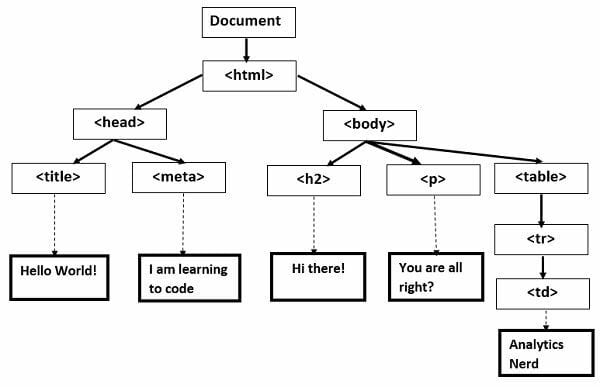 Document
<html>
<head>
<body>
<title>
<meta>
<h2>
<p>
<table>
<tr>
Hello World!
I am learning
to code
Hi there!
You are all
right?
<td>
Analytics
Nerd